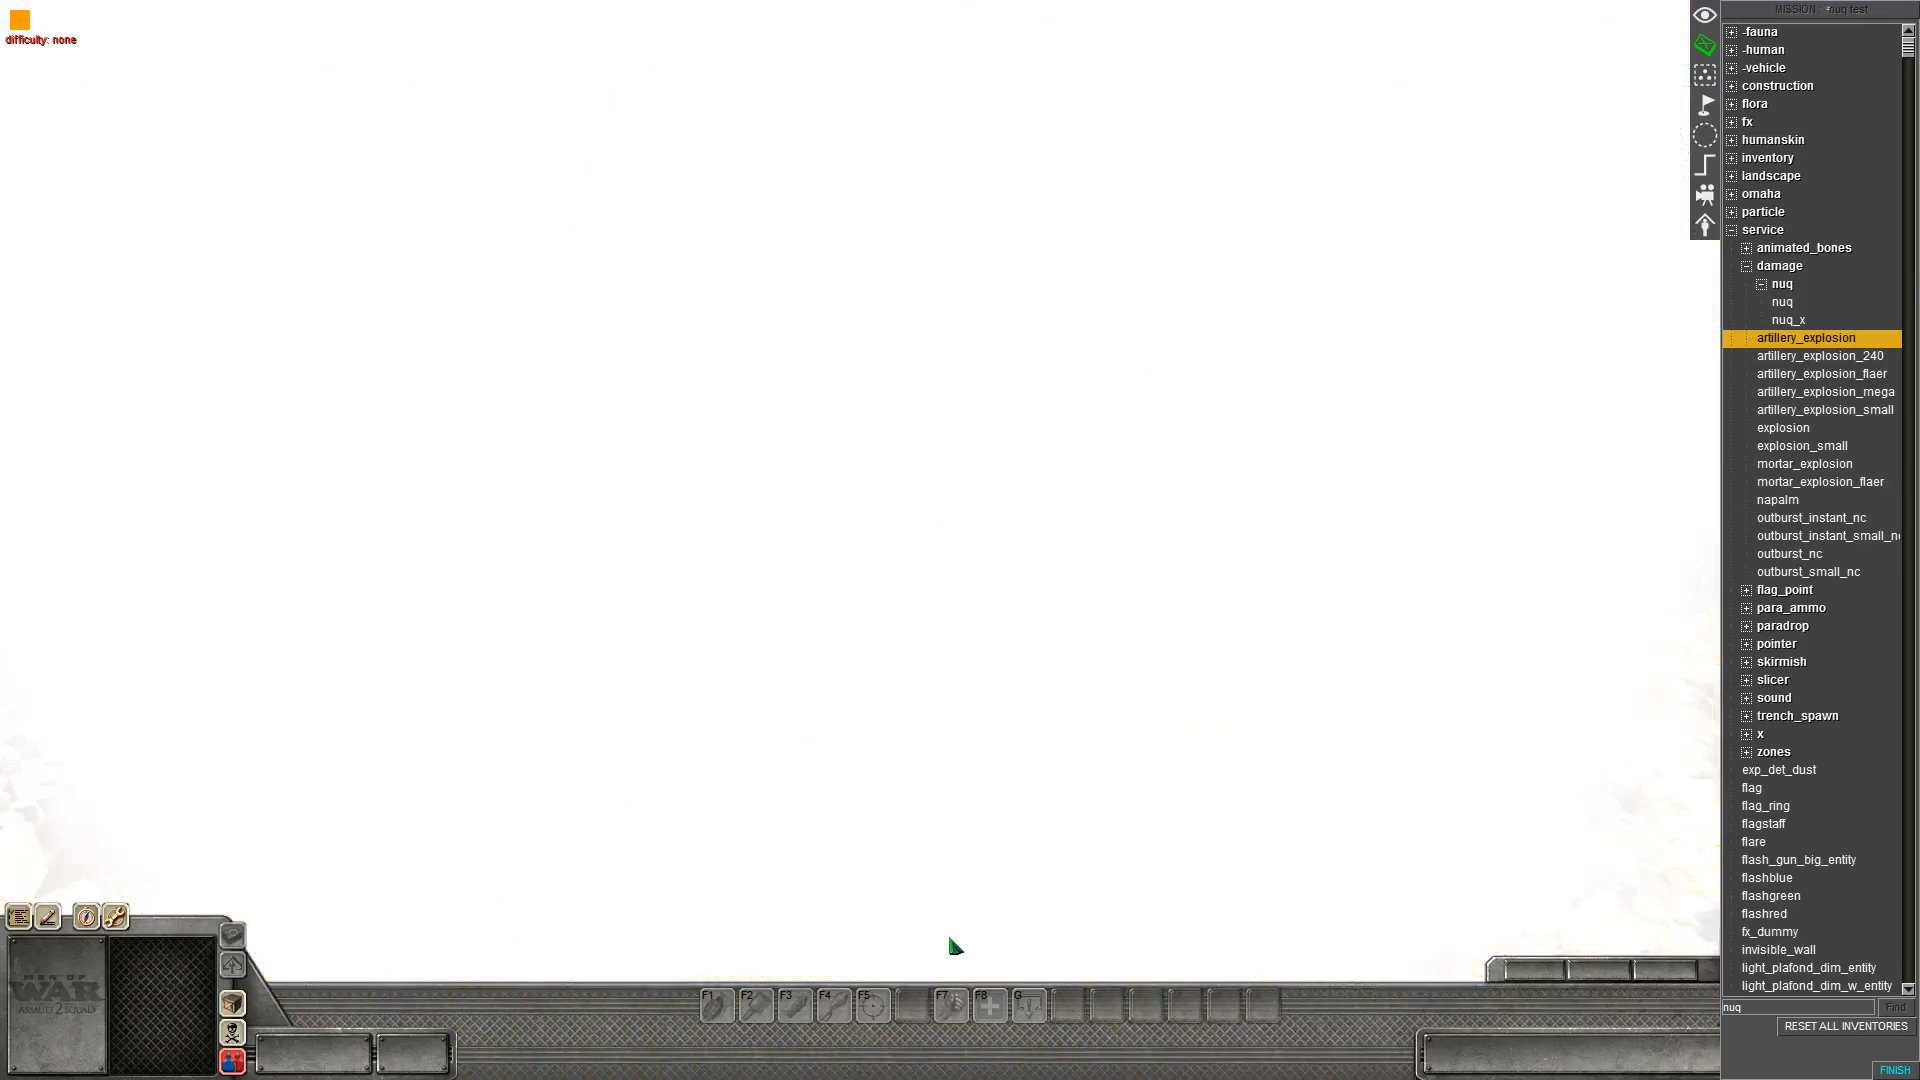 difficulty: none
MISSION : *nuq test
-fauna
-human
-vehicle
construction
flora
fx
humanskin
inventory
landscape
omaha
particle
service
animated_bones
damage
nuq
nuq
nuq_x
artillery_explosion
artillery_explosion_240
artillery_explosion_flaer
artillery_explosion_mega
artillery_explosion_small
explosion
explosion_small
mortar_explosion
mortar_explosion_flaer
napalm
outburst_instant_nc
outburst_instant_small_nc
outburst_nc
outburst_small_nc
flag_point
para_ammo
paradrop
pointer
skirmish
slicer
sound
trench_spawn
x
zones
exp_det_dust
flag
flag_ring
flagstaff
flare
flash_gun_big_entity
flashblue
flashgreen
flashred
fx_dummy
invisible_wall
light_plafond_dim_entity
light_plafond_dim_w_entity
nuq Find
RESET ALL INVENTORIES
FINISH
MEN OF
WAR
ASSAULT SQUAD 2
F1 F2 F3 F4 F5 F7 F8 G